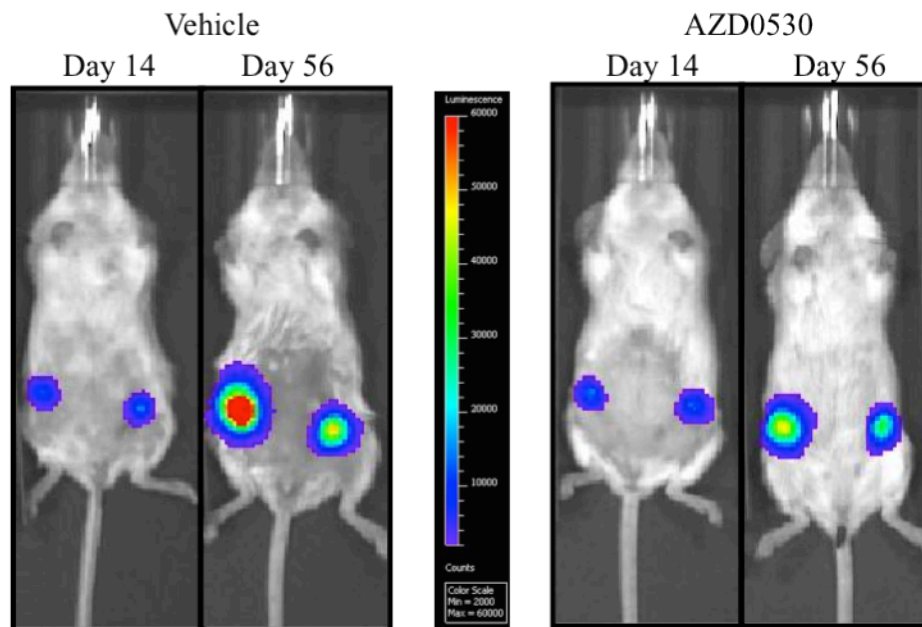 Vehicle
AZD0530
Day 14
Day 56
Day 14
Day 56
Luminescence
60000
50000
40000
30000
20000
10000
Counts
Color Scale
Min = 2000
Max = 60000